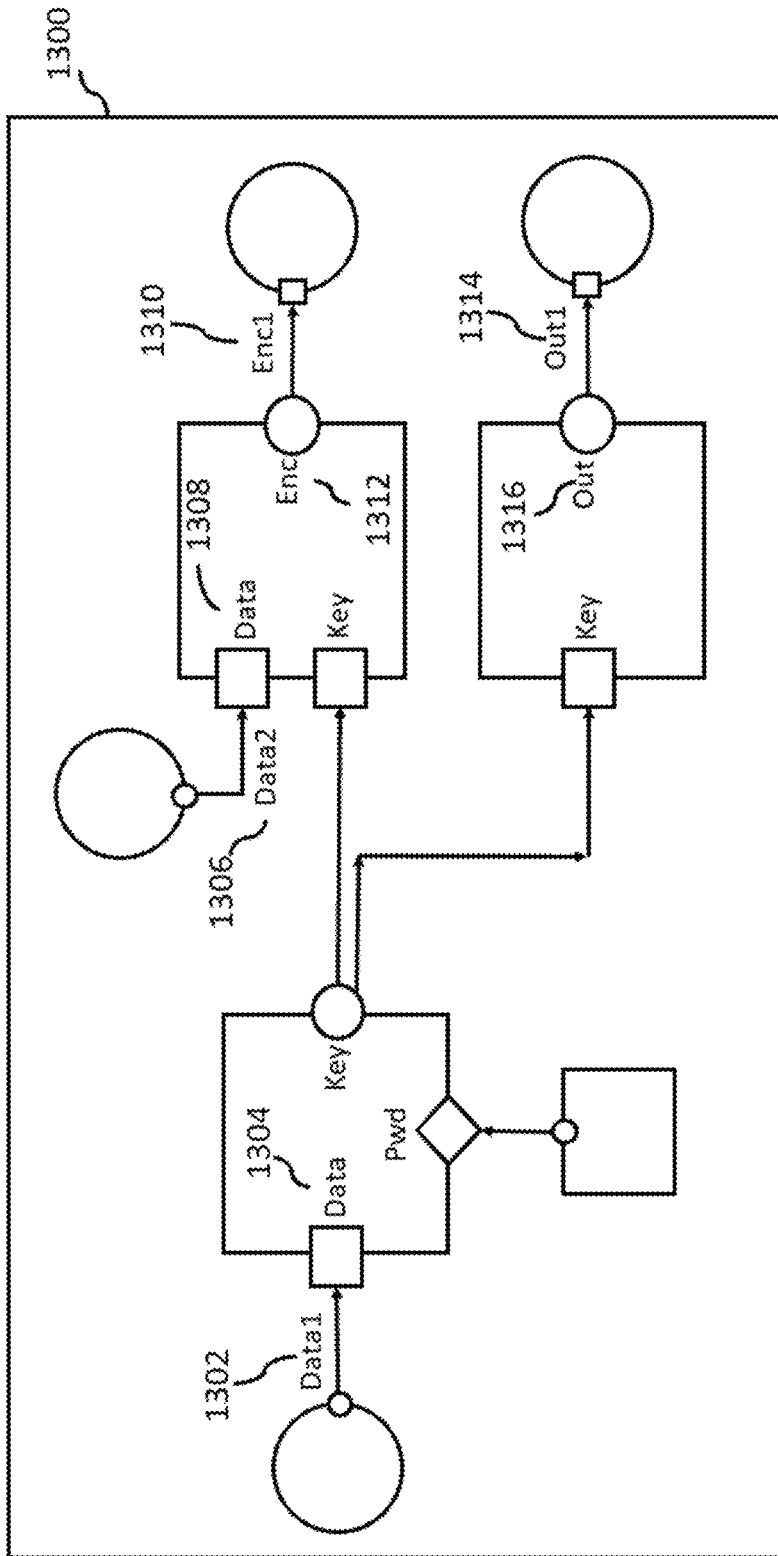 1300
1310
Enc1
1308
Data
Enc
1312
Key
1306
Data2
1314
Out1
1316
Out
Key
1304
Data
Key
Pwd
1302
Data1